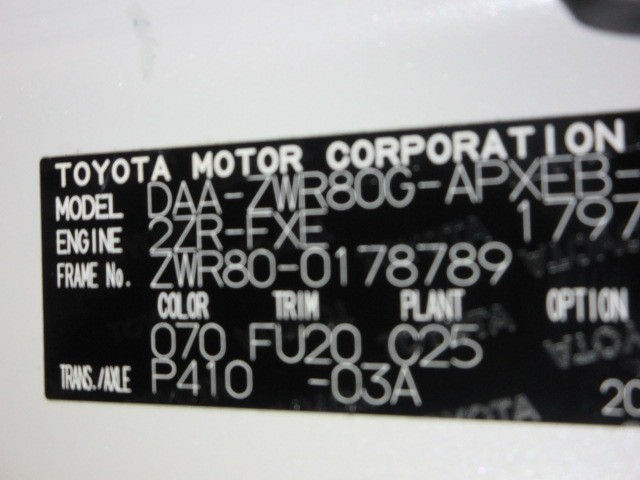 TOYOTA MOTOR CORPORATION
MODEL DAA-ZWR80G-APXEB-
ENGINE 2ZR-FXE 1797
FRAME No. ZWR80-0178789
COLOR TRIM PLANT OPTION
070 FU20 C25
TRANS./AXLE P410 -03A 20